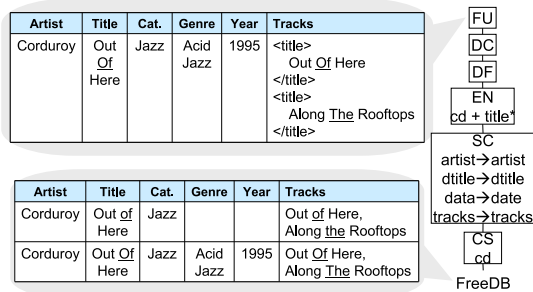 Artist Title Cat. Genre Year Tracks
Corduroy Out Jazz Acid 1995 <title>
Of Jazz Out Of Here
Here </title>
<title>
Along The Rooftops
</title>
Artist Title Cat. Genre Year Tracks
Corduroy Out of Jazz Out of Here,
Here Along the Rooftops
Corduroy Out Of Jazz Acid 1995 Out Of Here,
Here Jazz Along The Rooftops
FU
DC
DF
EN
cd + title*
SC
artist→artist
dtitle→dtitle
data→date
tracks→tracks
CS
cd
FreeDB